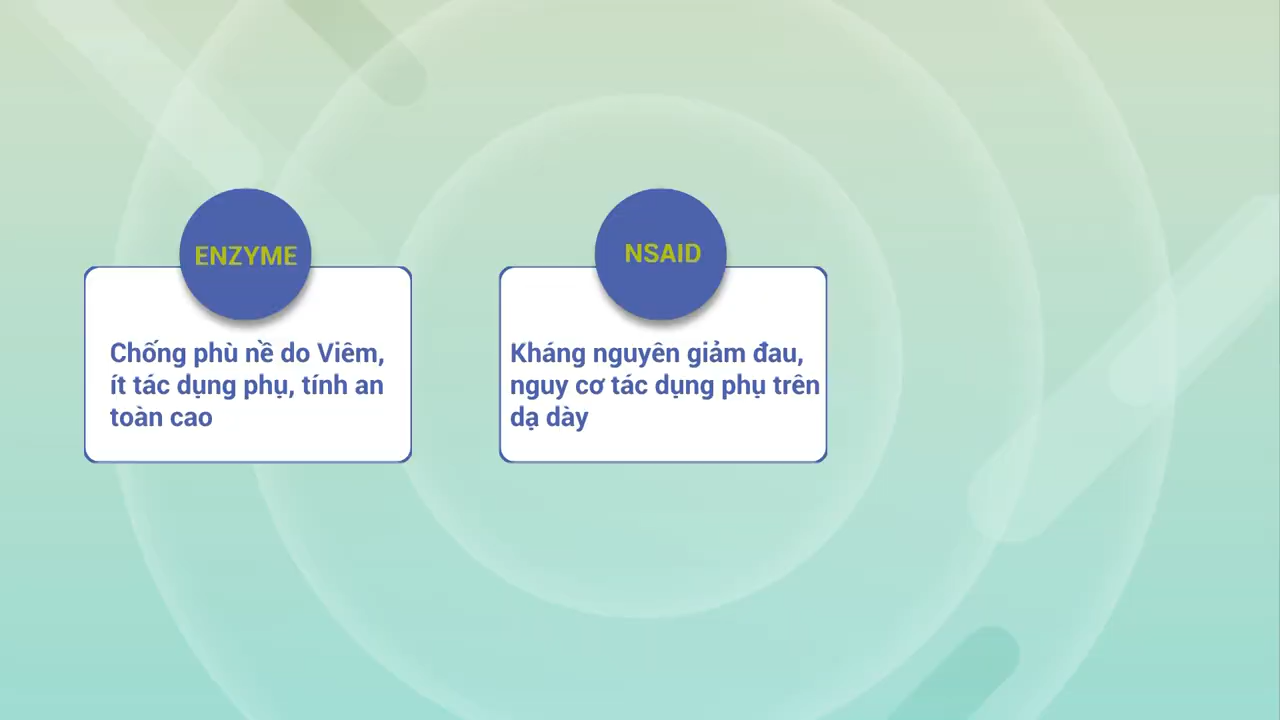 ENZYME
Chống phù nề do Viêm,
ít tác dụng phụ, tính an
toàn cao
NSAID
Kháng nguyên giảm đau,
nguy cơ tác dụng phụ trên
dạ dày